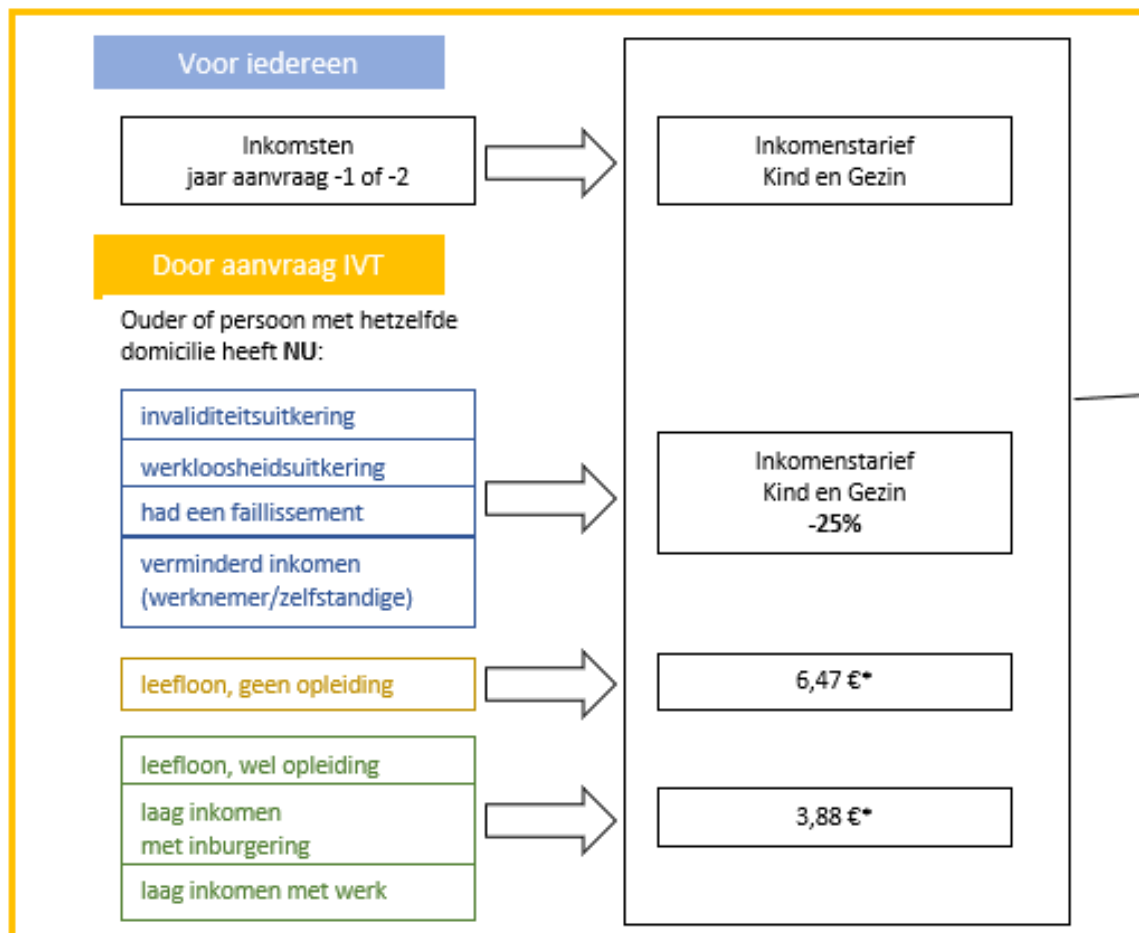 Voor iedereen
Inkomsten
jaar aanvraag -1 of -2
Inkomenstarief
Kind en Gezin
Door aanvraag IVT
Ouder of persoon met hetzelfde
domicilie heeft NU:
invaliditeitsuitkering
werkloosheidsuitkering
had een faillissement
verminderd inkomen
(werknemer/zelfstandige)
Inkomenstarief
Kind en Gezin
-25%
leefloon, geen opleiding
6,47 €*
leefloon, wel opleiding
laag inkomen
met inburgering
laag inkomen met werk
3,88 €*